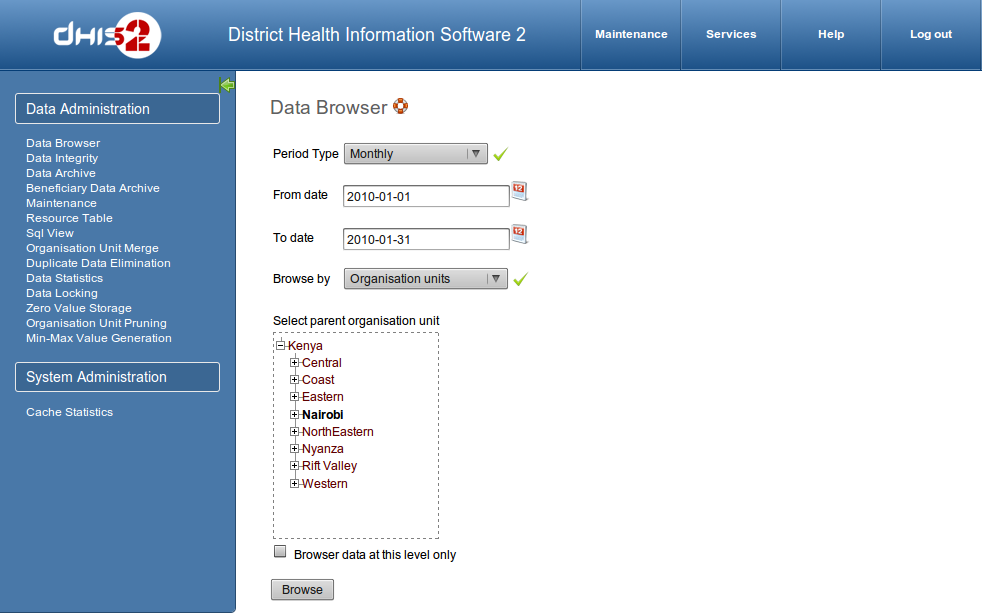 dhis2 District Health Information Software 2 Maintenance Services Help Log out
Data Administration
Data Browser
Data Integrity
Data Archive
Beneficiary Data Archive
Maintenance
Resource Table
Sql View
Organisation Unit Merge
Duplicate Data Elimination
Data Statistics
Data Locking
Zero Value Storage
Organisation Unit Pruning
Min-Max Value Generation
System Administration
Cache Statistics
Data Browser
Period Type Monthly
From date 2010-01-01 12
To date 2010-01-31 12
Browse by Organisation units
Select parent organisation unit
Kenya
Central
Coast
Eastern
Nairobi
NorthEastern
Nyanza
Rift Valley
Western
Browser data at this level only
Browse